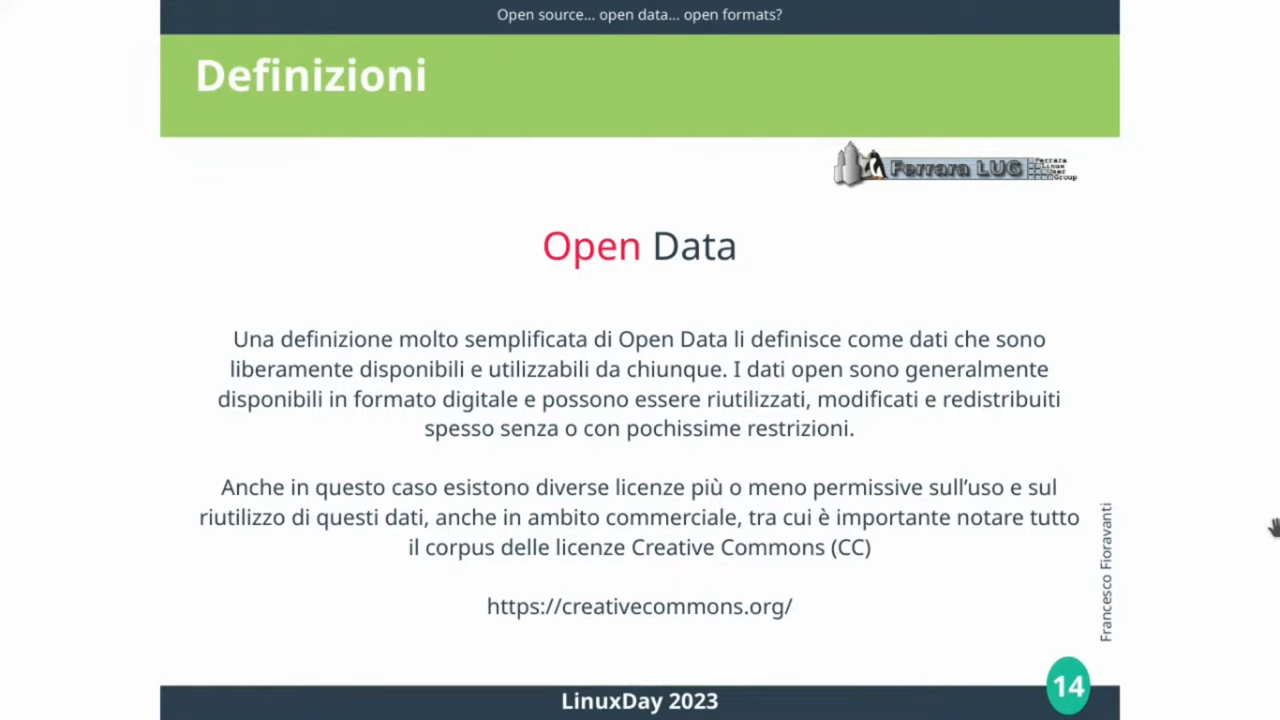 Open source... open data... open formats?
Definizioni
Ferrara LUG
Ferrara
Linux
User
Group
Open Data
Una definizione molto semplificata di Open Data li definisce come dati che sono
liberamente disponibili e utilizzabili da chiunque. I dati open sono generalmente
disponibili in formato digitale e possono essere riutilizzati, modificati e redistribuiti
spesso senza o con pochissime restrizioni.
Anche in questo caso esistono diverse licenze più o meno permissive sull’uso e sul
riutilizzo di questi dati, anche in ambito commerciale, tra cui è importante notare tutto
il corpus delle licenze Creative Commons (CC)
https://creativecommons.org/
Francesco Fioravanti
LinuxDay 2023
14